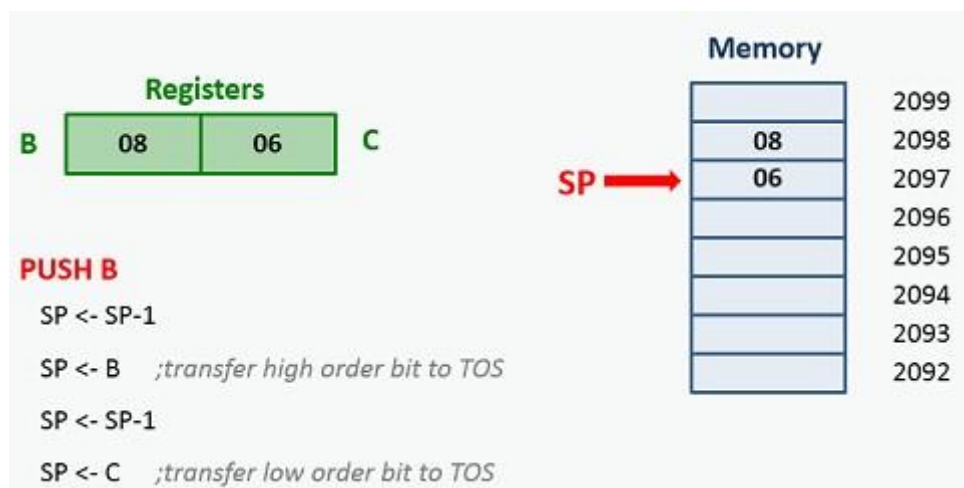 Memory
Registers
B 08 06 C
2099
08 2098
SP 06 2097
2096
2095
2094
2093
2092
PUSH B
SP <- SP-1
SP <- B ;transfer high order bit to TOS
SP <- SP-1
SP <- C ;transfer low order bit to TOS